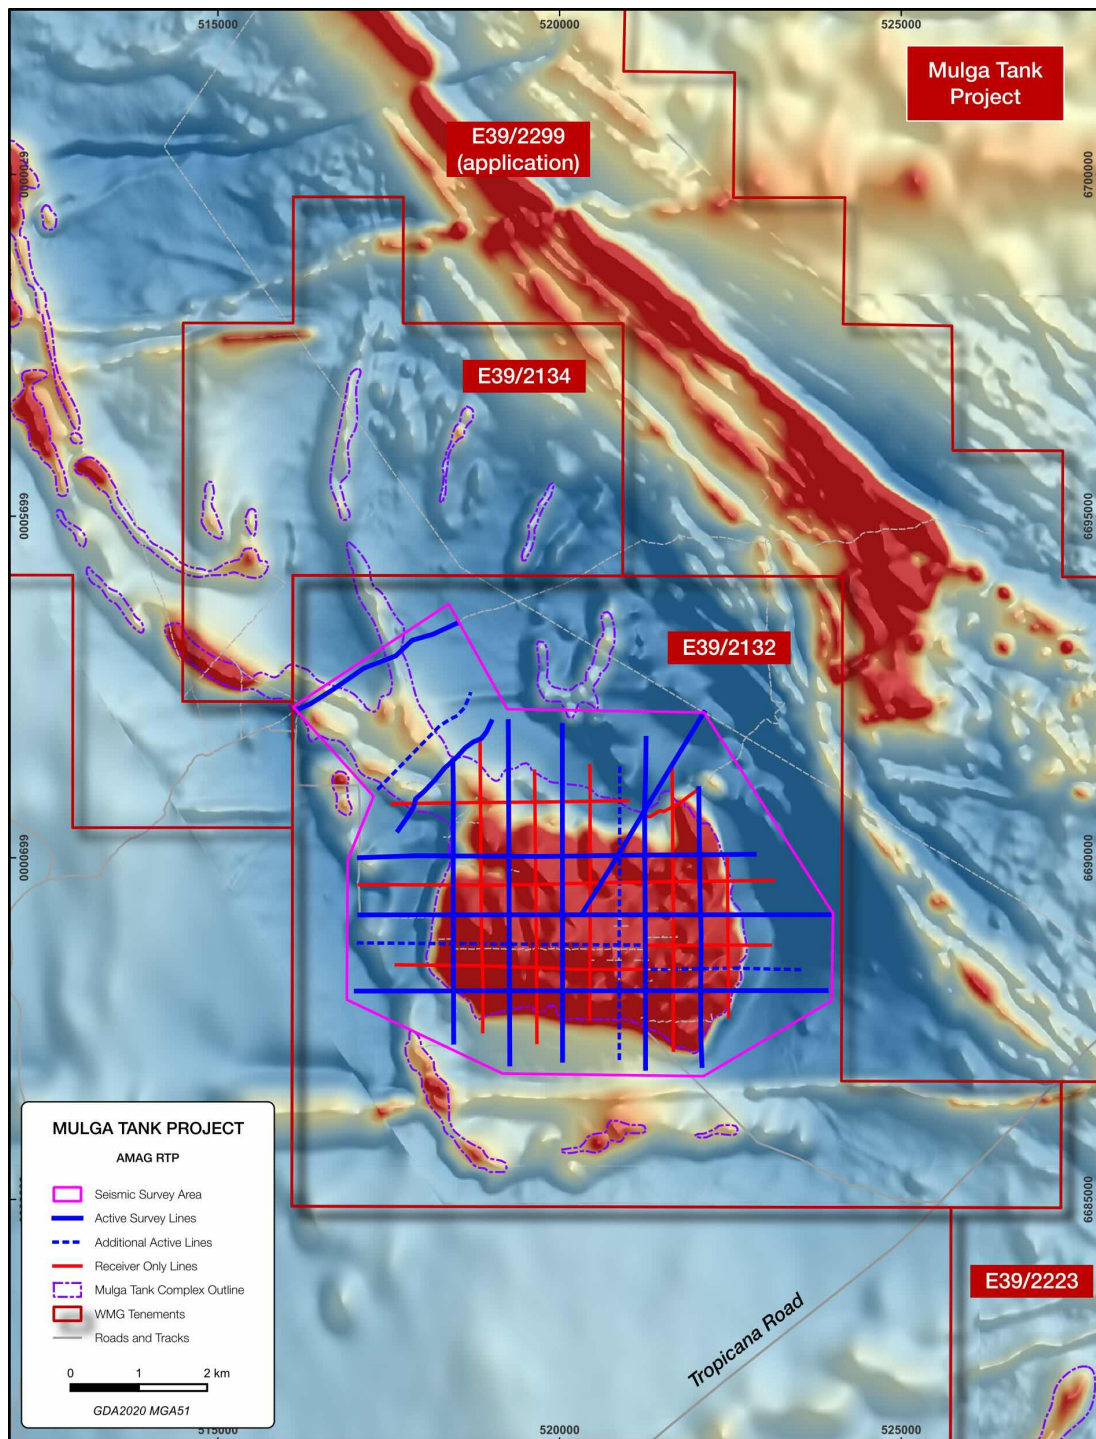 515000
520000
525000
Mulga Tank
Project
E39/2299
(application)
6700000
6700000
E39/2134
6695000
6695000
E39/2132
6690000
6690000
MULGA TANK PROJECT
AMAG RTP
Seismic Survey Area
Active Survey Lines
Additional Active Lines
Receiver Only Lines
Mulga Tank Complex Outline
WMG Tenements
Roads and Tracks
0 1 2 km
GDA2020 MGA51
6685000
E39/2223
Tropicana Road
515000
520000
525000